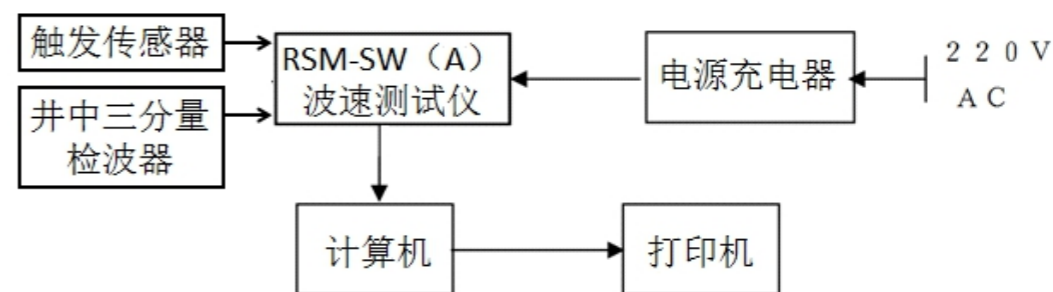 触发传感器
RSM-SW（A）
波速测试仪
电源充电器
２２０Ｖ
ＡＣ
井中三分量
检波器
计算机
打印机